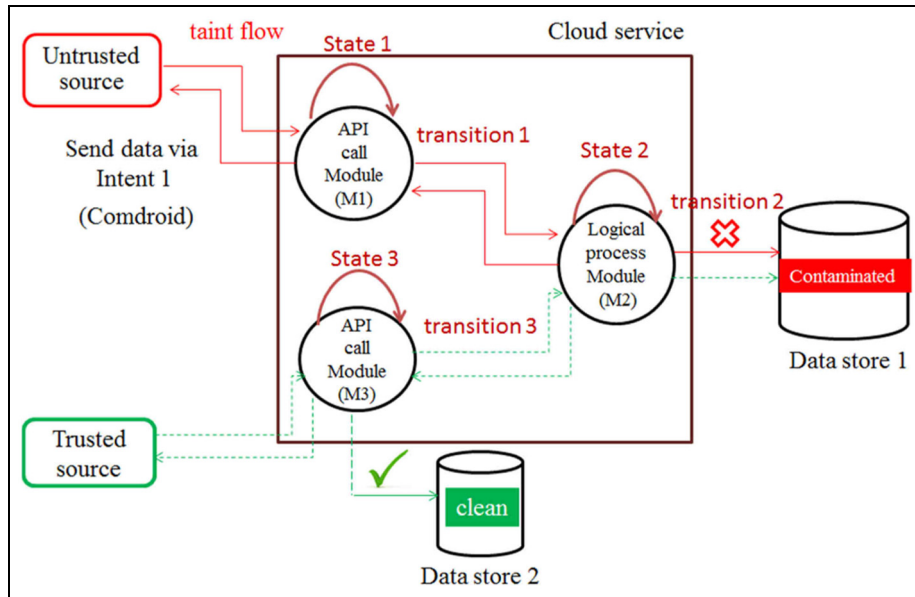 taint flow
Cloud service
Untrusted
source
State 1
API
call
Module
(M1)
transition 1
Send data via
Intent 1
(Comdroid)
State 2
Logical
process
Module
(M2)
transition 2
Contaminated
Data store 1
State 3
API
call
Module
(M3)
transition 3
Trusted
source
clean
Data store 2